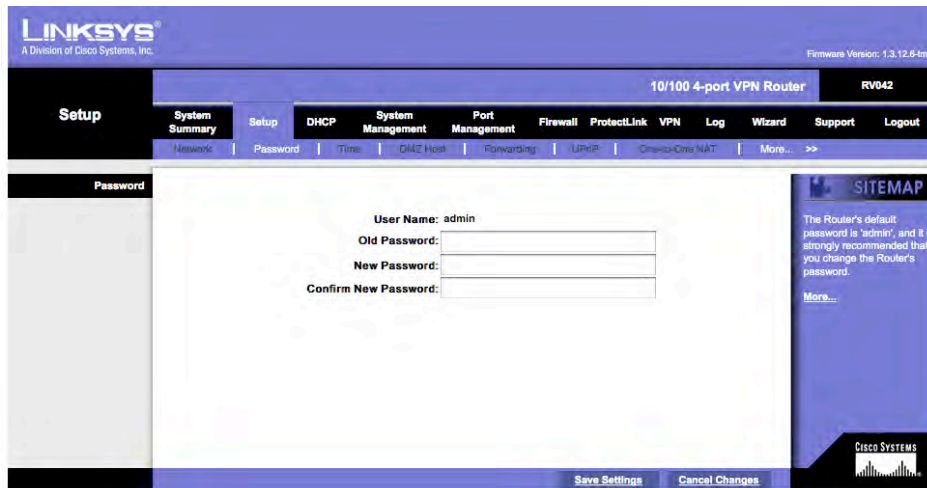 LINKSYS®
A Division of Cisco Systems, Inc.
Firmware Version: 1.3.12.6-tm
10/100 4-port VPN Router
RV042
Setup
System Summary
Setup
DHCP
System Management
Port Management
Firewall
ProtectLink
VPN
Log
Wizard
Support
Logout
Network | Password | Time | DMZ Host | Forwarding | UPnP | One-to-One NAT | More... >>
Password
SITEMAP
User Name: admin
Old Password:
New Password:
Confirm New Password:
The Router's default
password is 'admin', and it i
strongly recommended that
you change the Router's
password.
More...
CISCO SYSTEMS
Save Settings
Cancel Changes